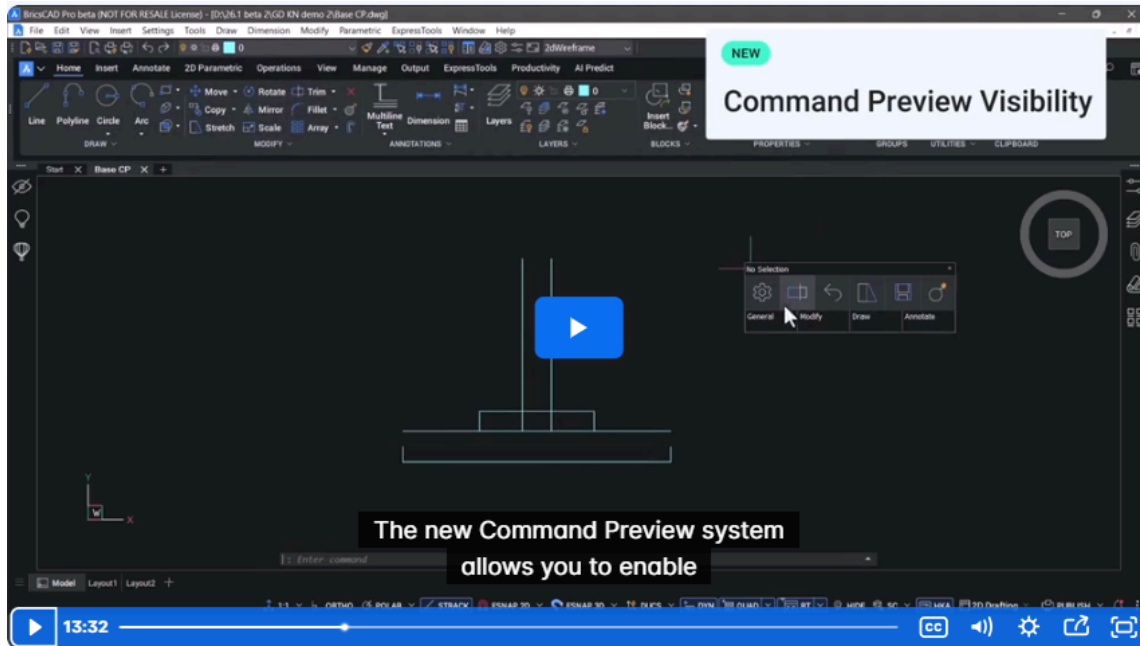 BricsCAD Pro beta (NOT FOR RESALE License) - [D:\26.1 beta 2\GD KN demo 2\Base CP.dwg]
File Edit View Insert Settings Tools Draw Dimension Modify Parametric ExpressTools Window Help
0 2dWireframe
NEW
Command Preview Visibility
Home Insert Annotate 2D Parametric Operations View Manage Output ExpressTools Productivity AI Predict
Move Rotate Trim 0
Copy Mirror Fillet
Stretch Scale Array
Line Polyline Circle Arc Multiline Text Dimension Layers Insert Block...
DRAW MODIFY ANNOTATIONS LAYERS BLOCKS PROPERTIES GROUPS UTILITIES CLIPBOARD
Start Base CP
TOP
No Selection
General Modify Draw Annotate
Y
W X
The new Command Preview system
allows you to enable
: Enter command
Model Layout1 Layout2
1:1 ORTHO POLAR STRACK ESNAP 2D ESNAP 3D DUCS DYN QUAD RT HIDE SC HKA 2D Drafting PUBLISH
13:32 CC